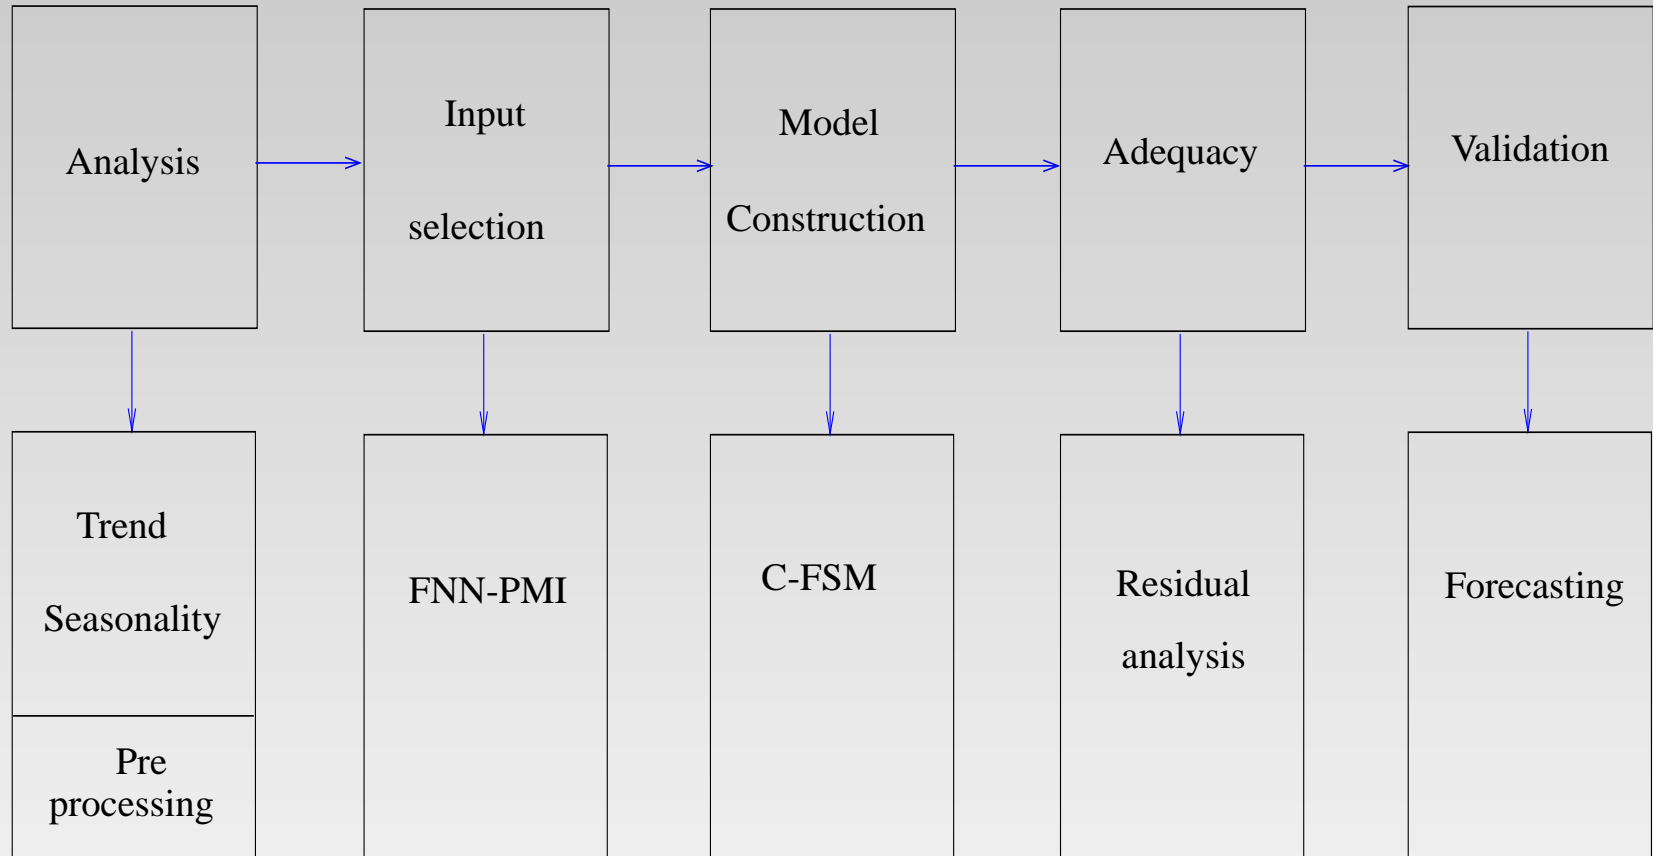 Analysis
Input
selection
Model
Construction
Adequacy
Validation
Trend
Seasonality
Pre
processing
FNN-PMI
C-FSM
Residual
analysis
Forecasting